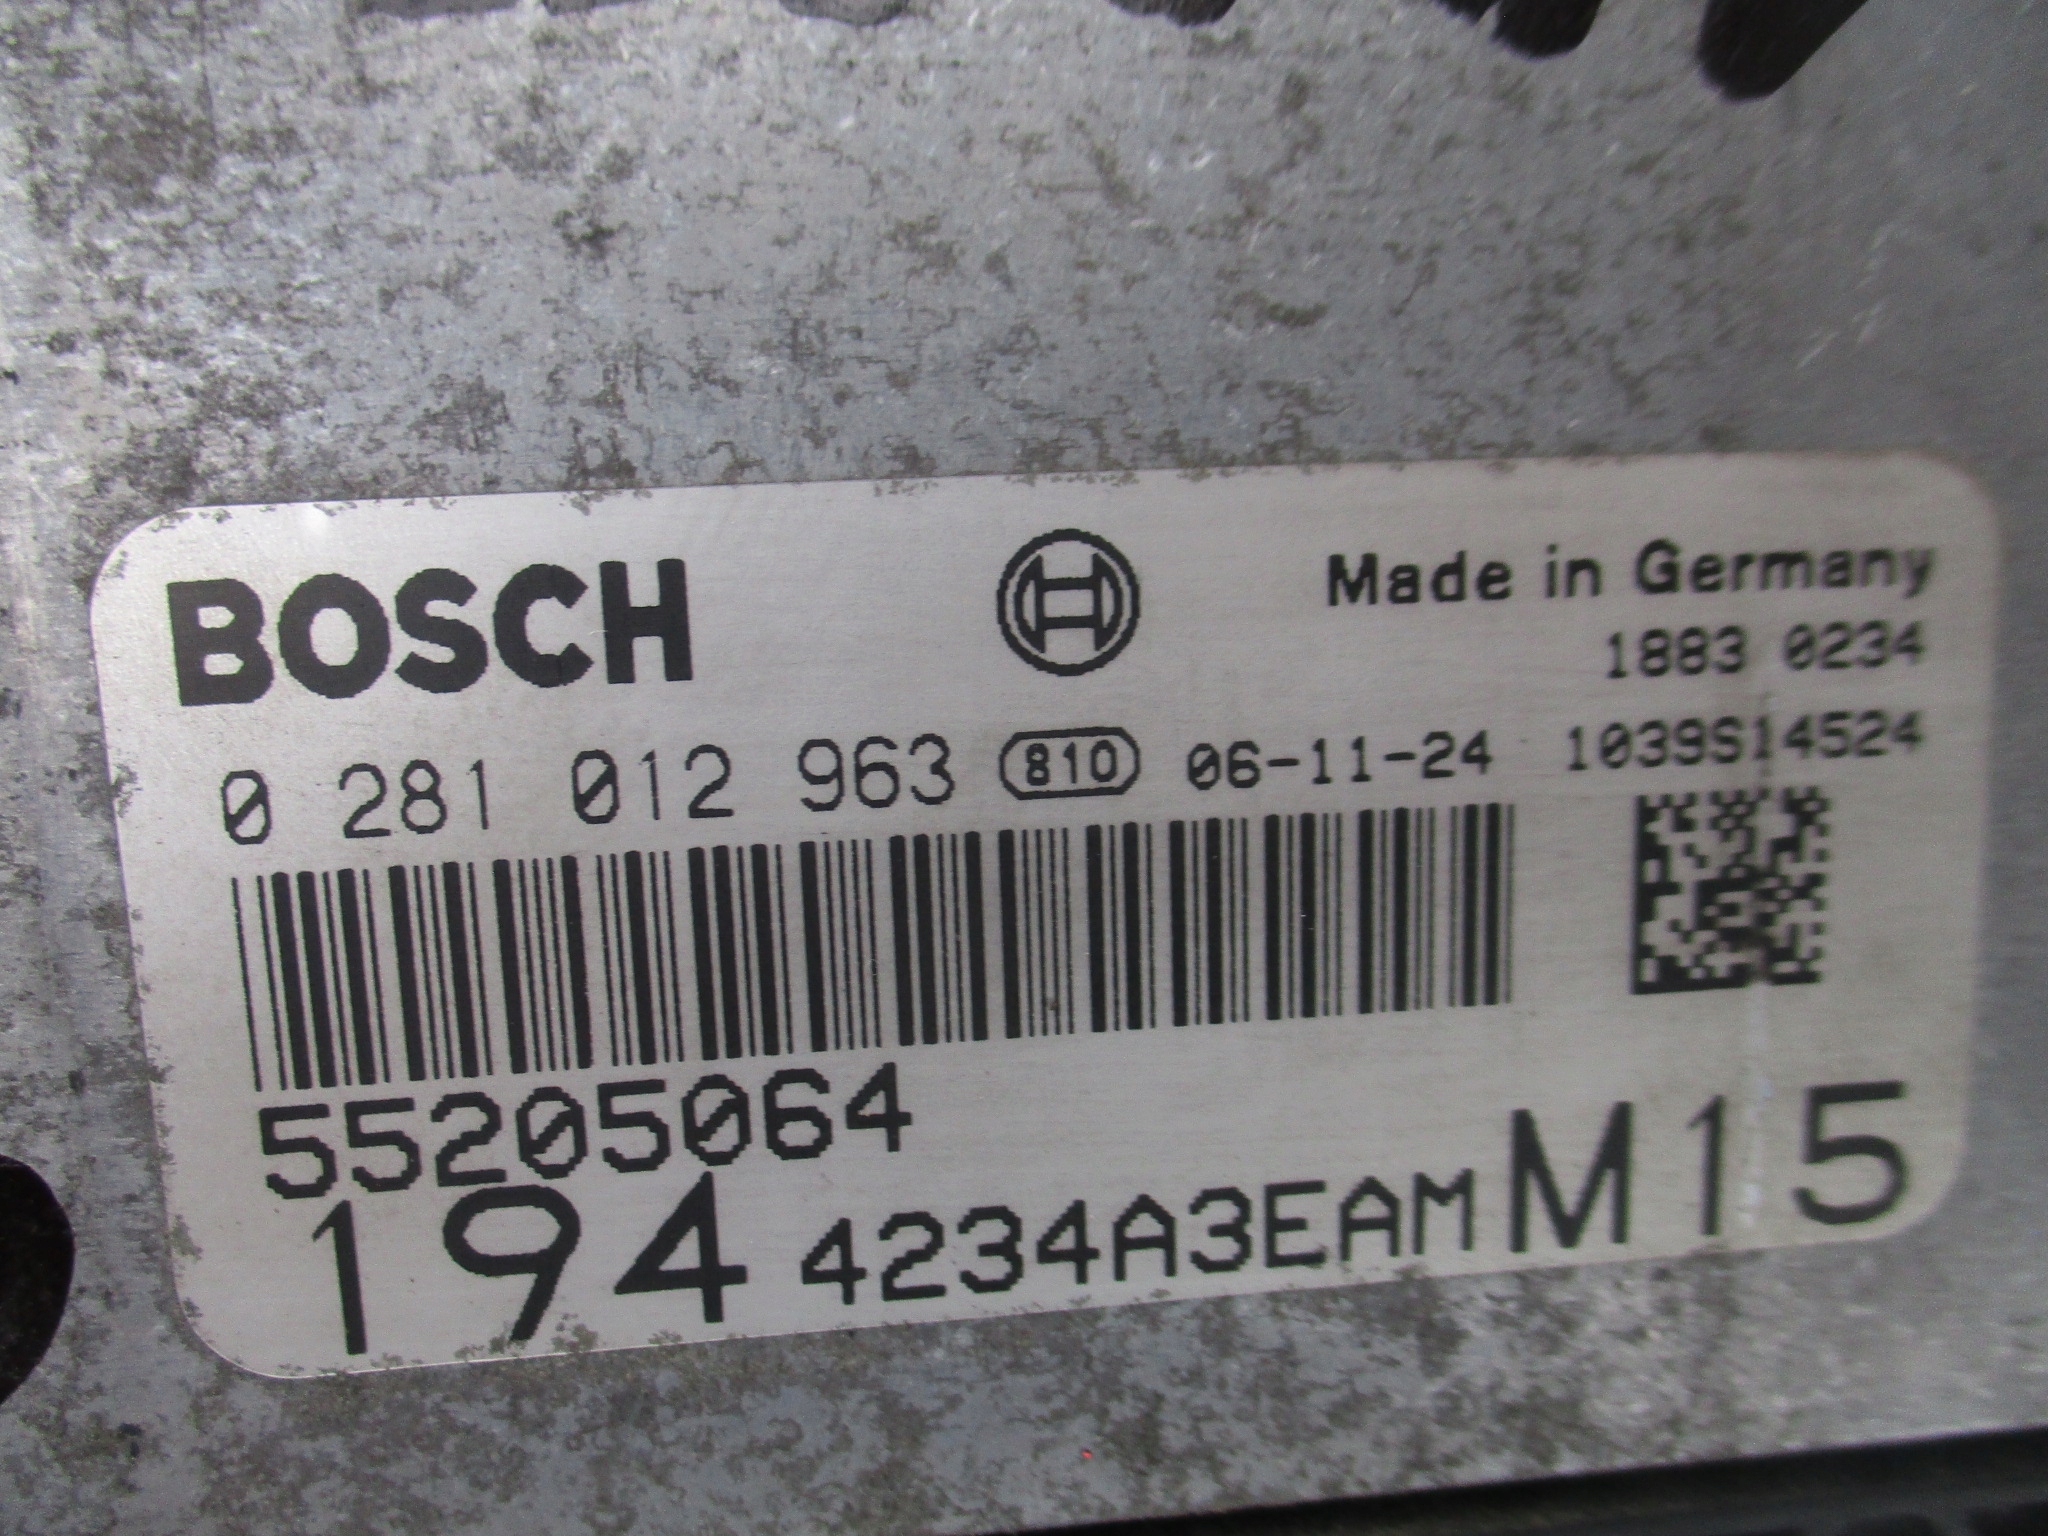 BOSCH
Made in Germany
1883 0234
0 281 012 963 810 06-11-24 1039S14524
55205064
194 4234A3EAM M15